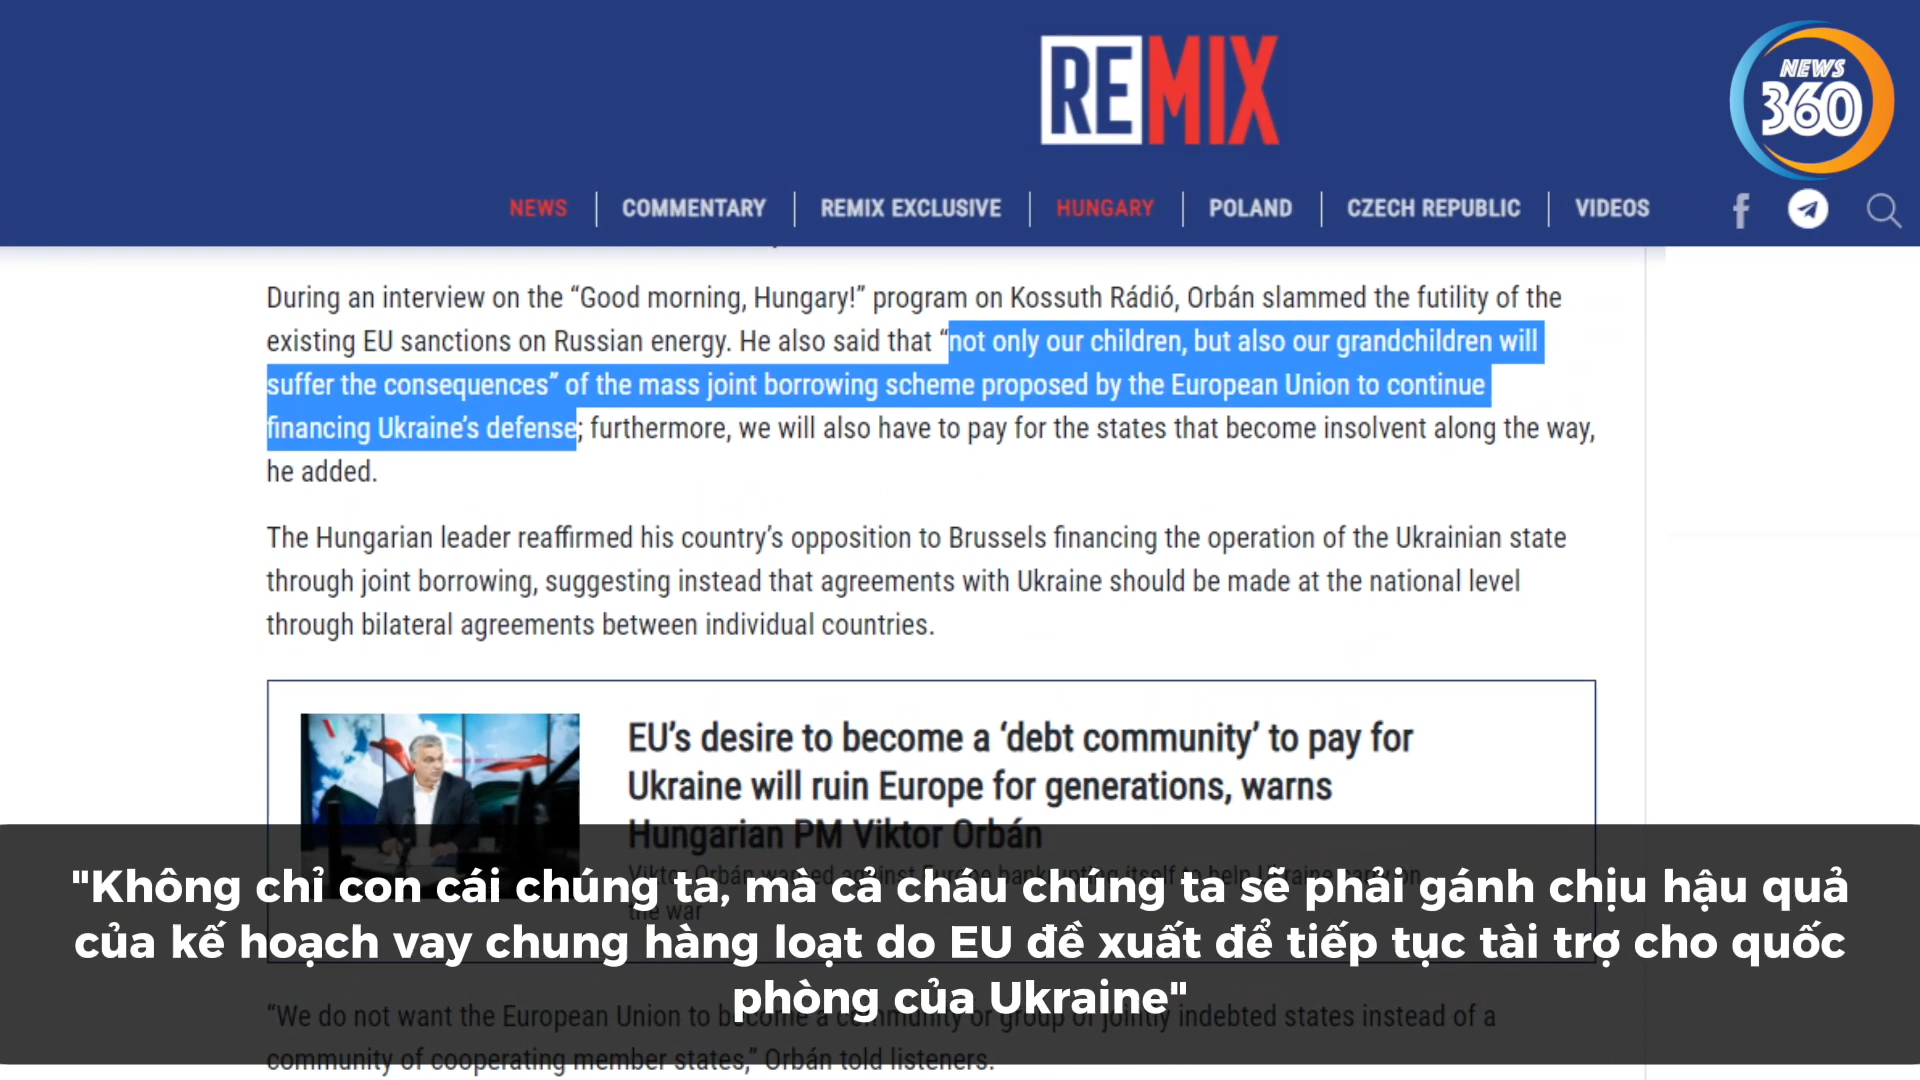 REMIX
NEWS
360
NEWS
COMMENTARY
REMIX EXCLUSIVE
HUNGARY
POLAND
CZECH REPUBLIC
VIDEOS
During an interview on the “Good morning, Hungary!” program on Kossuth Rádió, Orbán slammed the futility of the
existing EU sanctions on Russian energy. He also said that “not only our children, but also our grandchildren will
suffer the consequences” of the mass joint borrowing scheme proposed by the European Union to continue
financing Ukraine’s defense; furthermore, we will also have to pay for the states that become insolvent along the way,
he added.
The Hungarian leader reaffirmed his country’s opposition to Brussels financing the operation of the Ukrainian state
through joint borrowing, suggesting instead that agreements with Ukraine should be made at the national level
through bilateral agreements between individual countries.
EU’s desire to become a ‘debt community’ to pay for
Ukraine will ruin Europe for generations, warns
Hungarian PM Viktor Orbán
Viktor Orbán warned against Europe bankrupting itself to help Ukraine carry on
the war
"Không chỉ con cái chúng ta, mà cả cháu chúng ta sẽ phải gánh chịu hậu quả
của kế hoạch vay chung hàng loạt do EU đề xuất để tiếp tục tài trợ cho quốc
phòng của Ukraine"
“We do not want the European Union to become a community or group of jointly indebted states instead of a
community of cooperating member states,” Orbán told listeners.